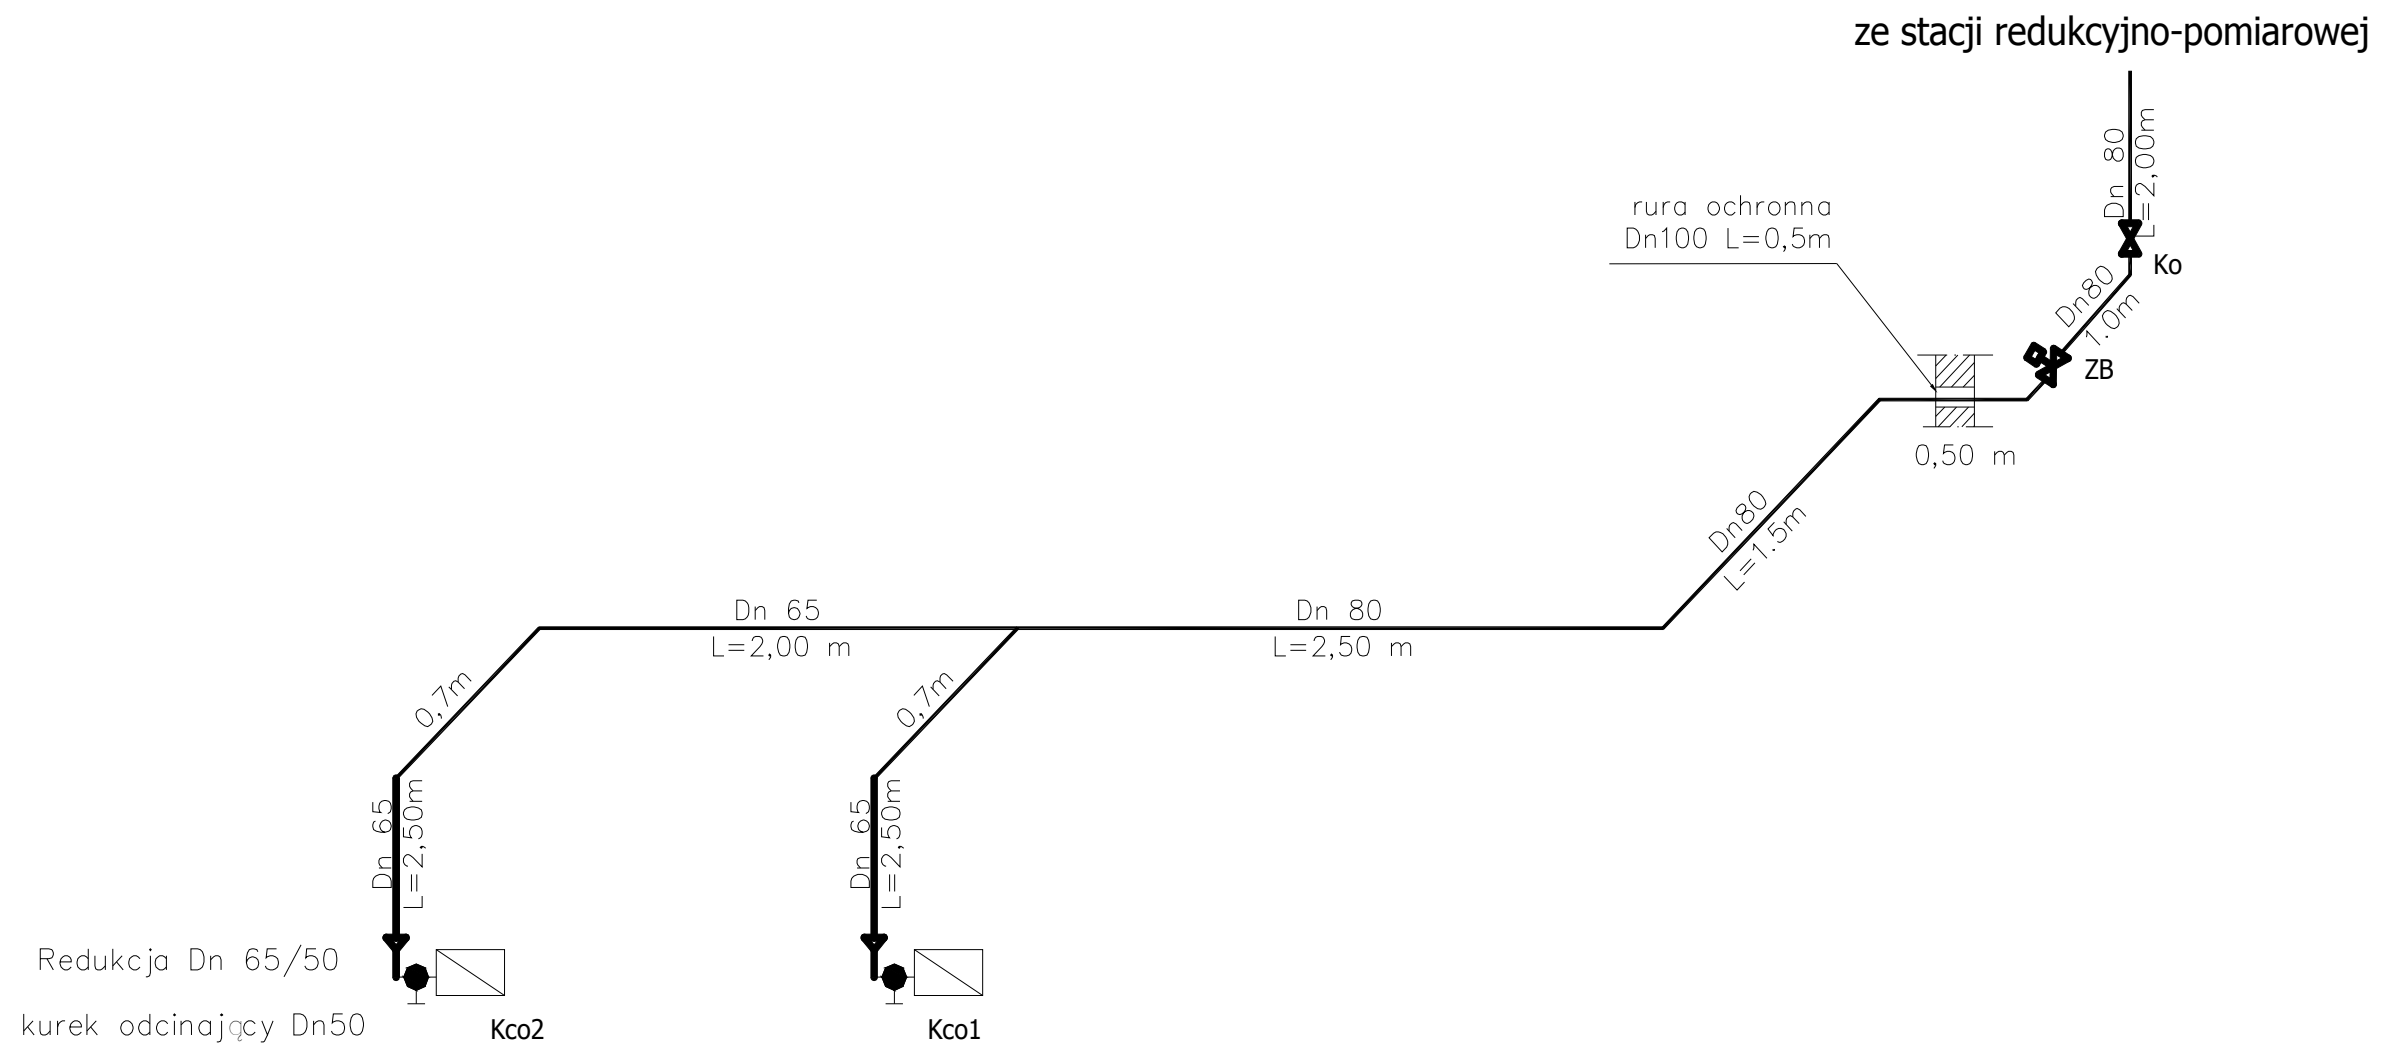 ze stacji redukcyjno-pomiarowej
Dn 80
L=2,00m
rura ochronna
Dn100 L=0,5m
Ko
Dn80
1.0m
ZB
0,50 m
Dn80
L=1.5m
Dn 65
L=2,00 m
Dn 80
L=2,50 m
0,7m
0,7m
Dn 65
L=2,50m
Dn 65
L=2,50m
Redukcja Dn 65/50
kurek odcinający Dn50
Kco2
Kco1